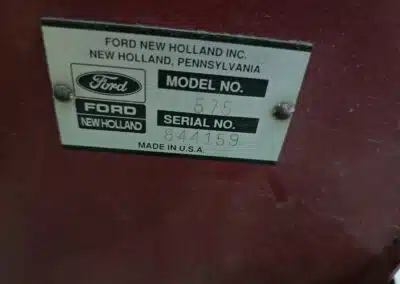 FORD NEW HOLLAND INC.
NEW HOLLAND, PENNSYLVANIA
Ford
FORD
NEW HOLLAND
MODEL NO.
575
SERIAL NO.
844159
MADE IN U.S.A.